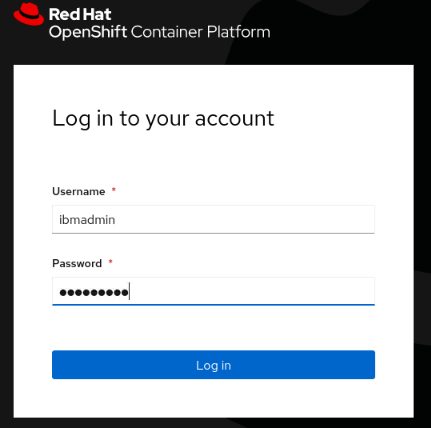 Red Hat
OpenShift Container Platform
Log in to your account
Username *
ibmadmin
Password *
●●●●●●●●●
Log in